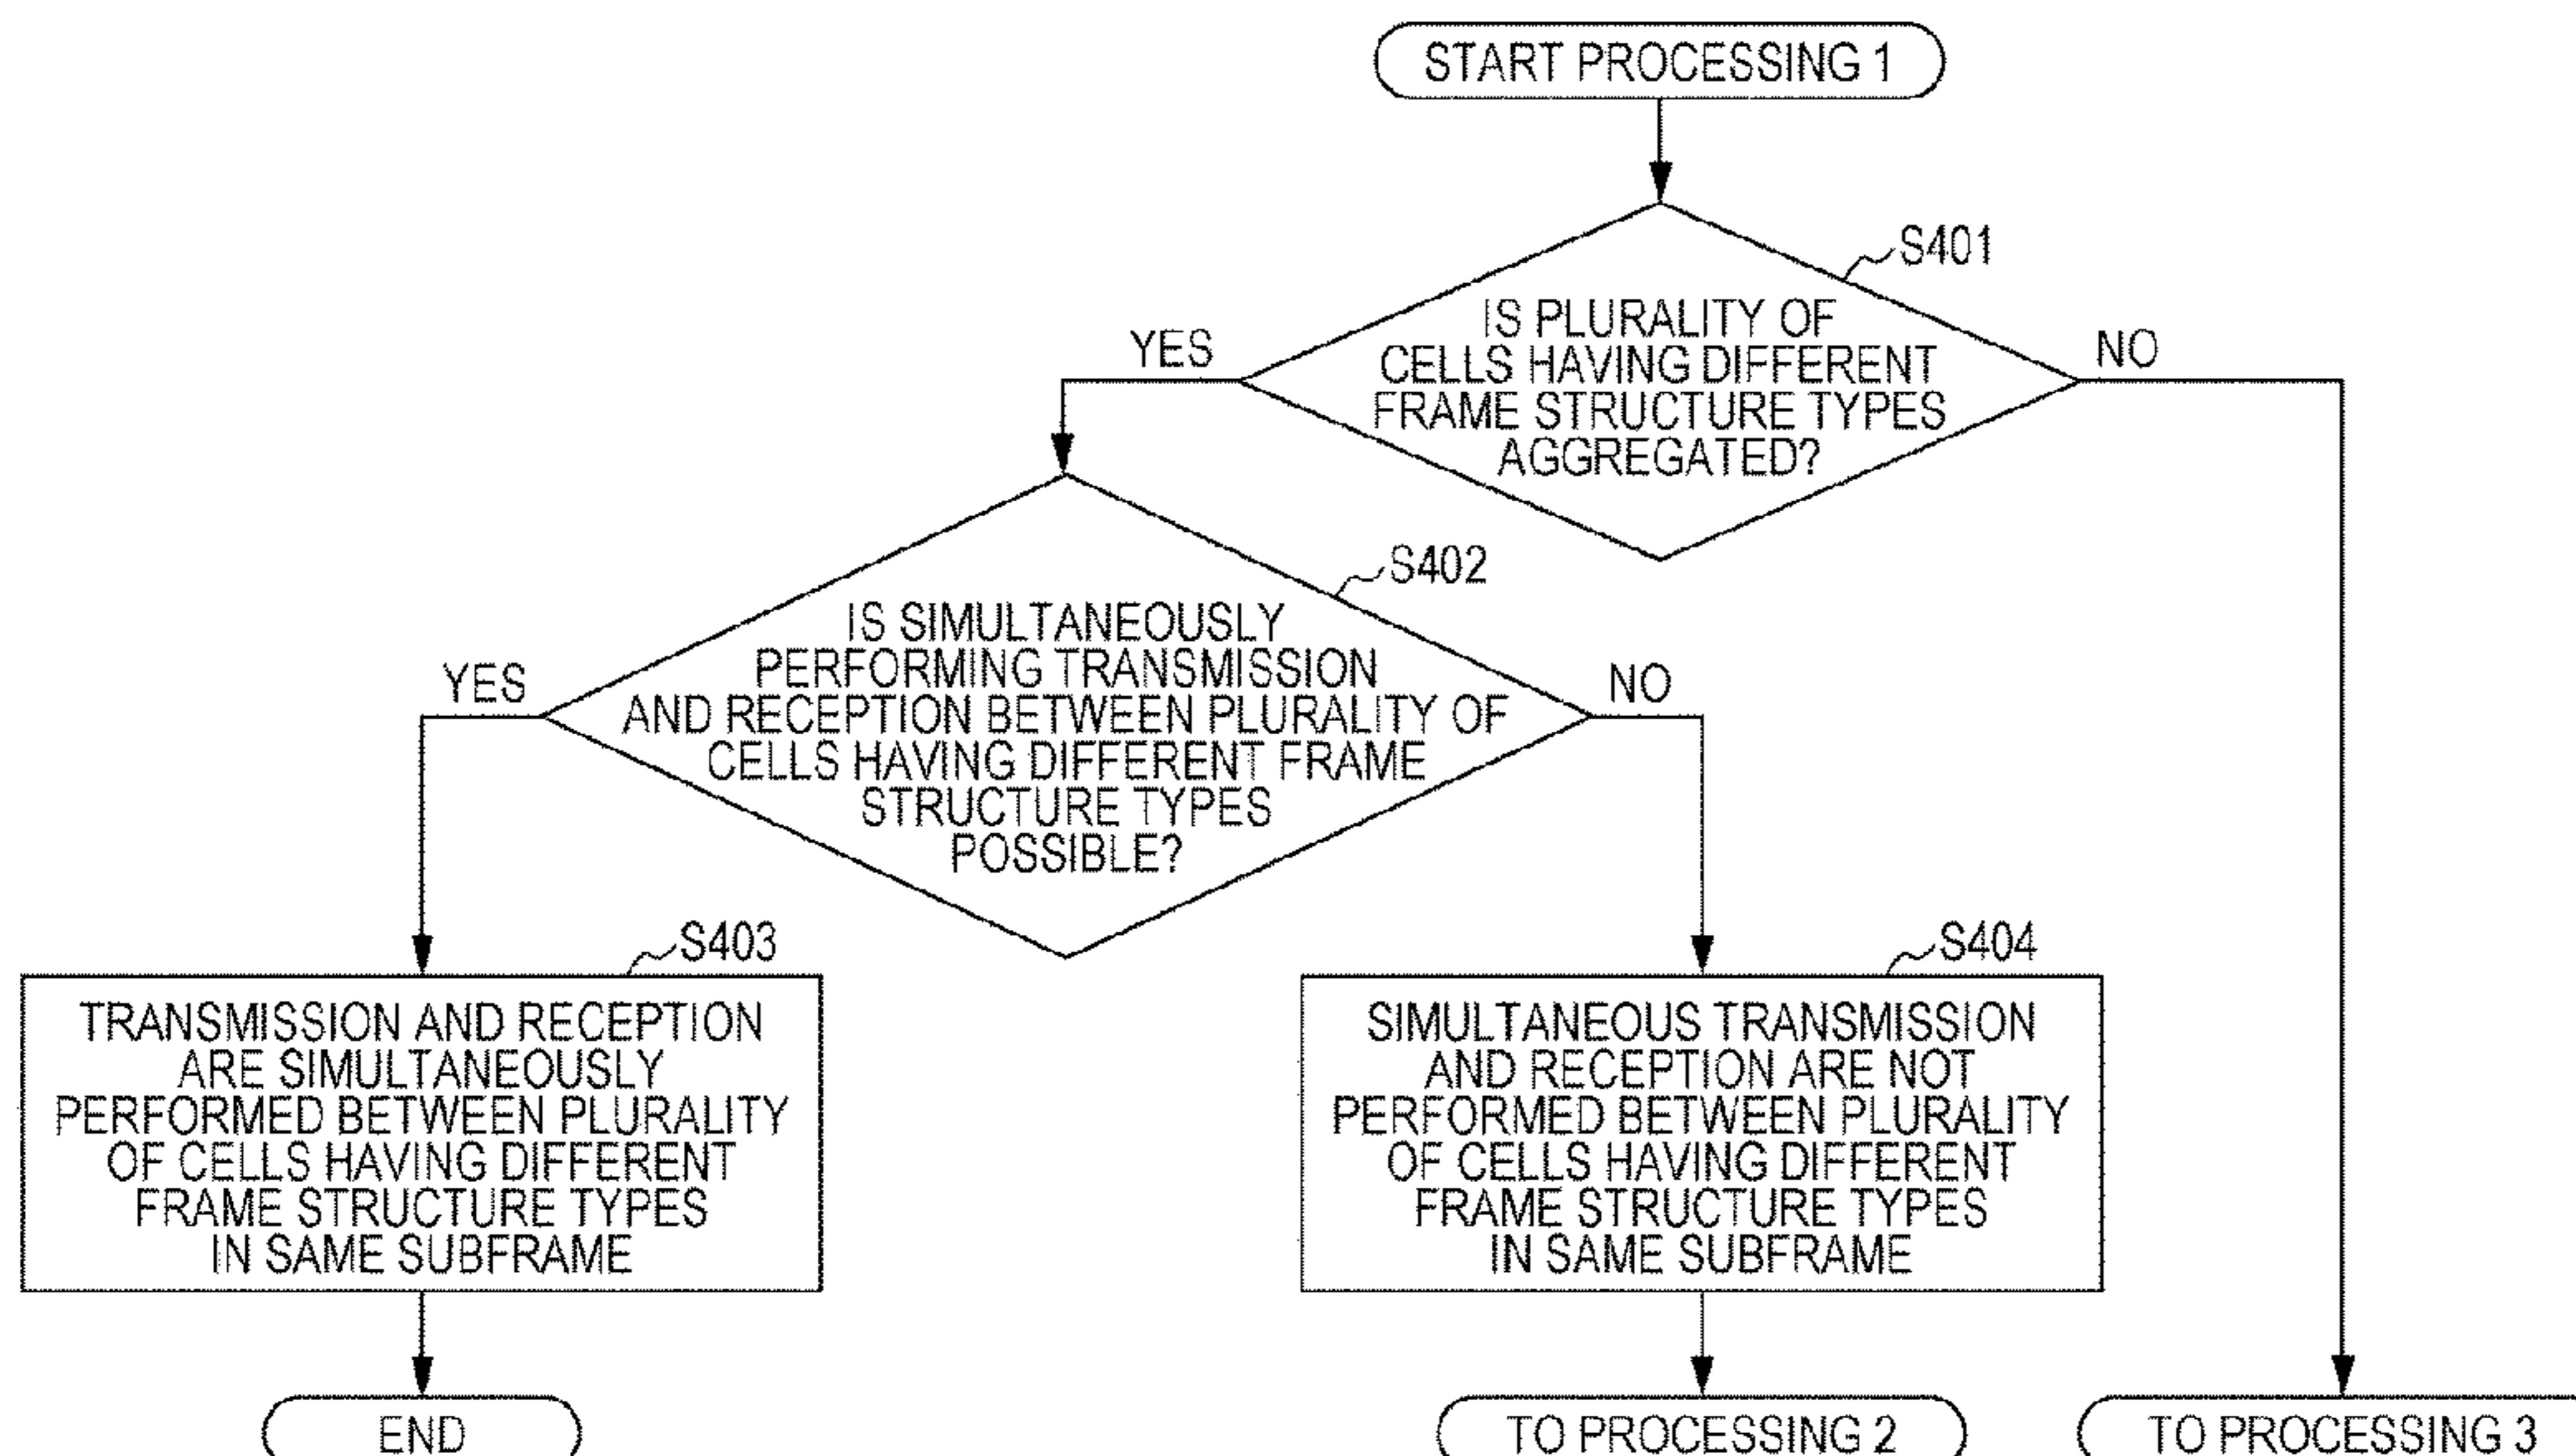 START PROCESSING 1
S401
IS PLURALITY OF
CELLS HAVING DIFFERENT
FRAME STRUCTURE TYPES
AGGREGATED?
YES
NO
S402
IS SIMULTANEOUSLY
PERFORMING TRANSMISSION
AND RECEPTION BETWEEN PLURALITY OF
CELLS HAVING DIFFERENT FRAME
STRUCTURE TYPES
POSSIBLE?
YES
NO
S403
TRANSMISSION AND RECEPTION
ARE SIMULTANEOUSLY
PERFORMED BETWEEN PLURALITY
OF CELLS HAVING DIFFERENT
FRAME STRUCTURE TYPES
IN SAME SUBFRAME
S404
SIMULTANEOUS TRANSMISSION
AND RECEPTION ARE NOT
PERFORMED BETWEEN PLURALITY
OF CELLS HAVING DIFFERENT
FRAME STRUCTURE TYPES
IN SAME SUBFRAME
END
TO PROCESSING 2
TO PROCESSING 3